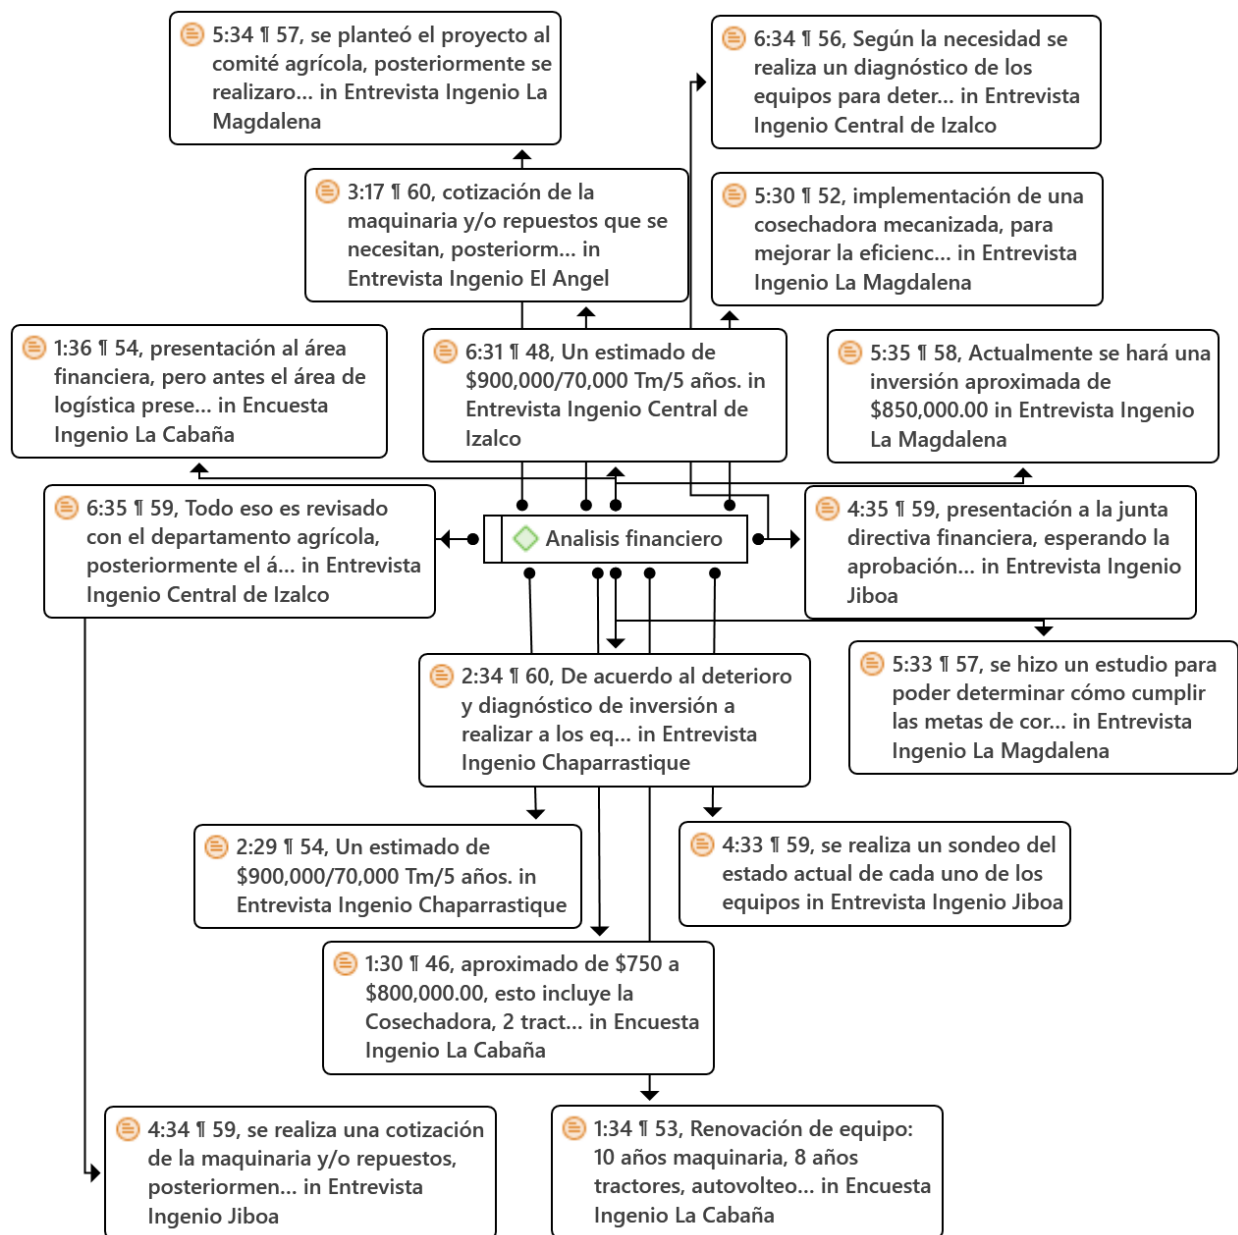 5:34 ¶ 57, se planteó el proyecto al
comité agrícola, posteriormente se
realizaro... in Entrevista Ingenio La
Magdalena
6:34 ¶ 56, Según la necesidad se
realiza un diagnóstico de los
equipos para deter... in Entrevista
Ingenio Central de Izalco
3:17 ¶ 60, cotización de la
maquinaria y/o repuestos que se
necesitan, posteriorm... in
Entrevista Ingenio El Angel
5:30 ¶ 52, implementación de una
cosechadora mecanizada, para
mejorar la eficienc... in Entrevista
Ingenio La Magdalena
1:36 ¶ 54, presentación al área
financiera, pero antes el área de
logística prese... in Encuesta
Ingenio La Cabaña
6:31 ¶ 48, Un estimado de
$900,000/70,000 Tm/5 años. in
Entrevista Ingenio Central de
Izalco
5:35 ¶ 58, Actualmente se hará una
inversión aproximada de
$850,000.00 in Entrevista Ingenio
La Magdalena
6:35 ¶ 59, Todo eso es revisado
con el departamento agrícola,
posteriormente el á... in Entrevista
Ingenio Central de Izalco
Analisis financiero
4:35 ¶ 59, presentación a la junta
directiva financiera, esperando la
aprobación... in Entrevista Ingenio
Jiboa
2:34 ¶ 60, De acuerdo al deterioro
y diagnóstico de inversión a
realizar a los eq... in Entrevista
Ingenio Chaparrastique
5:33 ¶ 57, se hizo un estudio para
poder determinar cómo cumplir
las metas de cor... in Entrevista
Ingenio La Magdalena
2:29 ¶ 54, Un estimado de
$900,000/70,000 Tm/5 años. in
Entrevista Ingenio Chaparrastique
4:33 ¶ 59, se realiza un sondeo del
estado actual de cada uno de los
equipos in Entrevista Ingenio Jiboa
1:30 ¶ 46, aproximado de $750 a
$800,000.00, esto incluye la
Cosechadora, 2 tract... in Encuesta
Ingenio La Cabaña
4:34 ¶ 59, se realiza una cotización
de la maquinaria y/o repuestos,
posteriormen... in Entrevista
Ingenio Jiboa
1:34 ¶ 53, Renovación de equipo:
10 años maquinaria, 8 años
tractores, autovolteo... in Encuesta
Ingenio La Cabaña